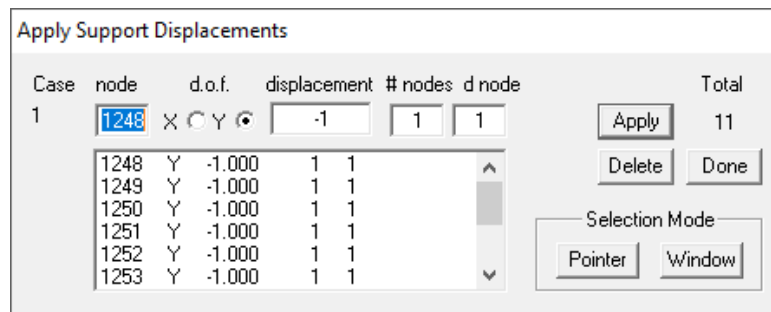 Apply Support Displacements
Case node d.o.f. displacement # nodes d node Total
1 1248 X Y -1 1 1 Apply 11
Delete Done
1248 Y -1.000 1 1
1249 Y -1.000 1 1
1250 Y -1.000 1 1
1251 Y -1.000 1 1
1252 Y -1.000 1 1
1253 Y -1.000 1 1
Selection Mode
Pointer Window